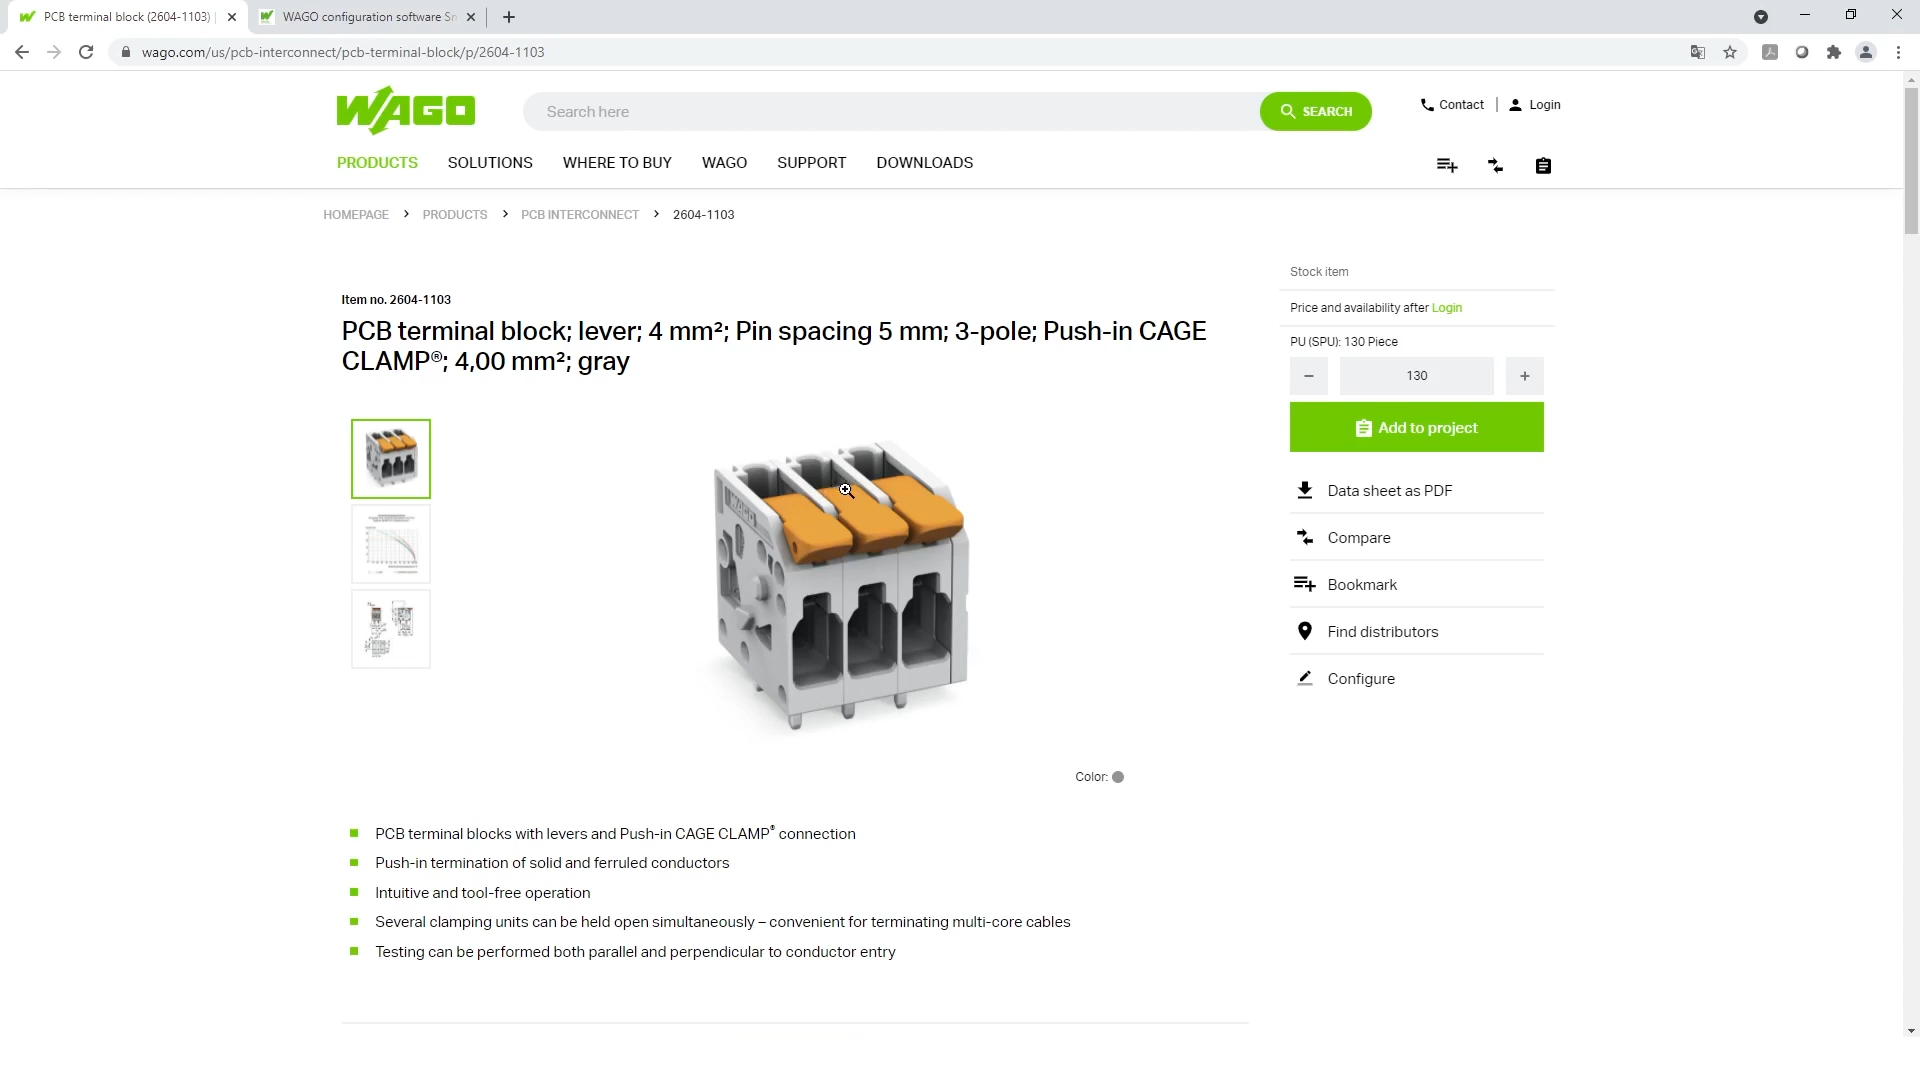 PCB terminal block (2604-1103) |
WAGO configuration software Sn
wago.com/us/pcb-interconnect/pcb-terminal-block/p/2604-1103
WAGO
Search here
SEARCH
Contact | Login
PRODUCTS SOLUTIONS WHERE TO BUY WAGO SUPPORT DOWNLOADS
HOMEPAGE > PRODUCTS > PCB INTERCONNECT > 2604-1103
Stock item
Item no. 2604-1103
Price and availability after Login
PCB terminal block; lever; 4 mm²; Pin spacing 5 mm; 3-pole; Push-in CAGE
CLAMP®; 4,00 mm²; gray
PU (SPU): 130 Piece
− 130 +
Add to project
Data sheet as PDF
Compare
Bookmark
Find distributors
Configure
WAGO
Color:
PCB terminal blocks with levers and Push-in CAGE CLAMP® connection
Push-in termination of solid and ferruled conductors
Intuitive and tool-free operation
Several clamping units can be held open simultaneously – convenient for terminating multi-core cables
Testing can be performed both parallel and perpendicular to conductor entry